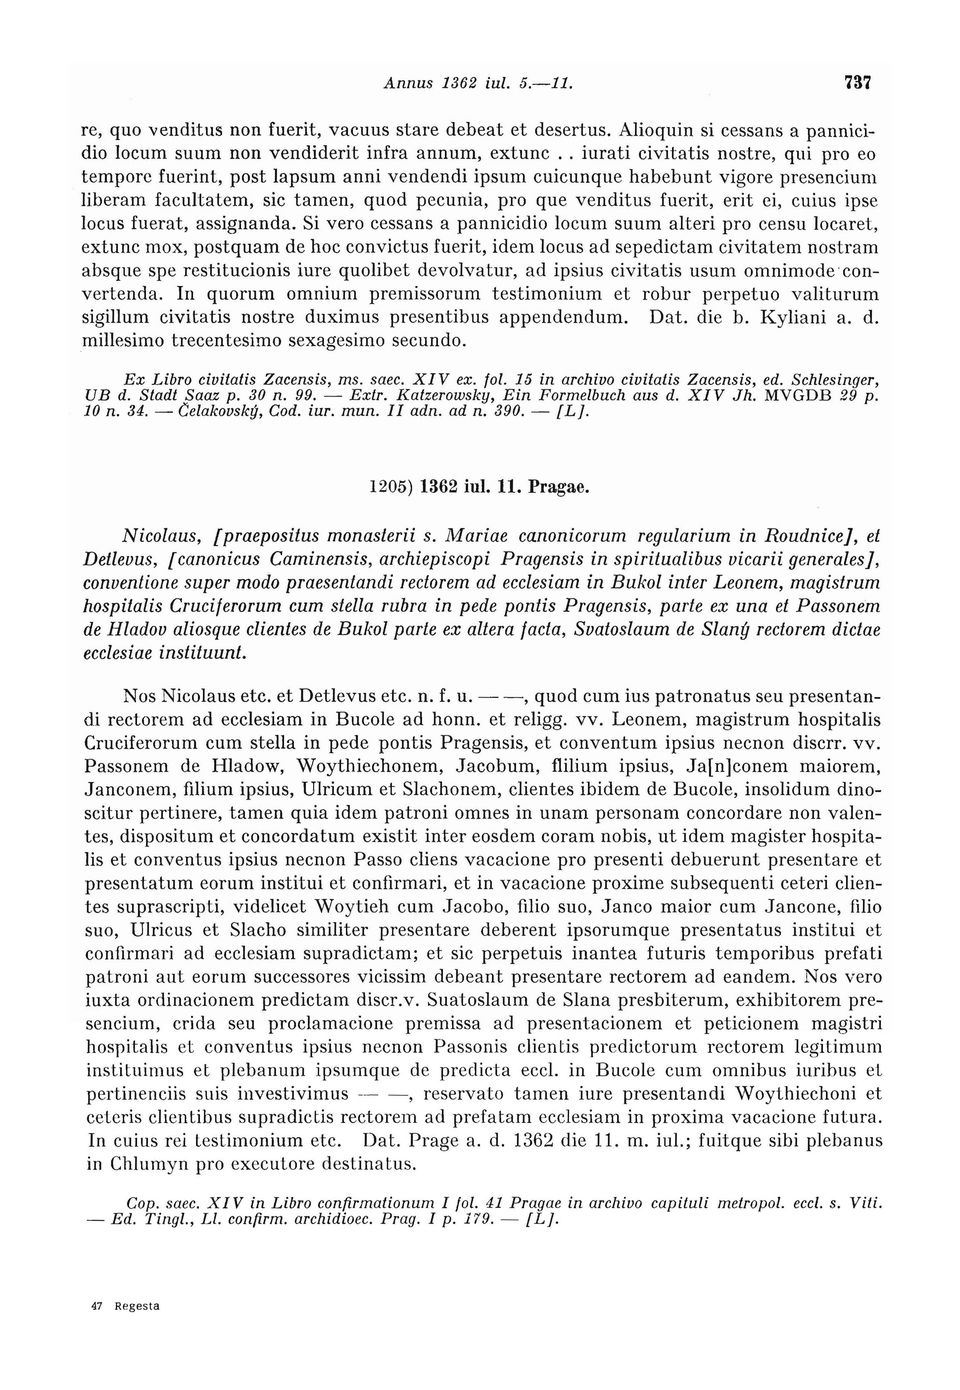 Annus 1362 iul. 5.—11. 737
re, quo venditus non fuerit, vacuus stare debeat et desertus. Alioquin si cessans a pannici-
dio locum suum non vendiderit infra annum, extunc . . iurati civitatis nostre, qui pro eo
tempore fuerint, post lapsum anni vendendi ipsum cuicunque habebunt vigore presencium
liberam facultatem, sic tamen, quod pecunia, pro que venditus fuerit, erit ei, cuius ipse
locus fuerat, assignanda. Si vero cessans a pannicidio locum suum alteri pro censu locaret,
extunc mox, postquam de hoc convictus fuerit, idem locus ad sepedictam civitatem nostram
absque spe restitucionis iure quolibet devolvatur, ad ipsius civitatis usum omnimode con-
vertenda. In quorum omnium premissorum testimonium et robur perpetuo valiturum
sigillum civitatis nostre duximus presentibus appendendum. Dat. die b. Kyliani a. d.
millesimo trecentesimo sexagesimo secundo.
Ex Libro civitatis Zacensis, ms. saec. XIV ex. fol. 15 in archivo civitatis Zacensis, ed. Schlesinger,
UB d. Stadt Saaz p. 30 n. 99. — Extr. Katzerowsky, Ein Formelbuch aus d. XIV Jh. MVGDB 29 p.
10 n. 34. — Čelakovský, Cod. iur. mun. II adn. ad n. 390. — [L].
1205) 1362 iul. 11. Pragae.
Nicolaus, [praepositus monasterii s. Mariae canonicorum regularium in Roudnice], et
Detlevus, [canonicus Caminensis, archiepiscopi Pragensis in spiritualibus vicarii generales],
conventione super modo praesentandi rectorem ad ecclesiam in Bukol inter Leonem, magistrum
hospitalis Cruciferorum cum stella rubra in pede pontis Pragensis, parte ex una et Passonem
de Hladov aliosque clientes de Bukol parte ex altera facta, Svatoslaum de Slaný rectorem dictae
ecclesiae instituunt.
Nos Nicolaus etc. et Detlevus etc. n. f. u. — —, quod cum ius patronatus seu presentan-
di rectorem ad ecclesiam in Bucole ad honn. et religg. vv. Leonem, magistrum hospitalis
Cruciferorum cum stella in pede pontis Pragensis, et conventum ipsius necnon discrr. vv.
Passonem de Hladow, Woythiechonem, Jacobum, flilium ipsius, Ja[n]conem maiorem,
Janconem, filium ipsius, Ulricum et Slachonem, clientes ibidem de Bucole, insolidum dino-
scitur pertinere, tamen quia idem patroni omnes in unam personam concordare non valen-
tes, dispositum et concordatum existit inter eosdem coram nobis, ut idem magister hospita-
lis et conventus ipsius necnon Passo cliens vacacione pro presenti debuerunt presentare et
presentatum eorum institui et confirmari, et in vacacione proxime subsequenti ceteri clien-
tes suprascripti, videlicet Woytieh cum Jacobo, filio suo, Janco maior cum Jancone, filio
suo, Ulricus et Slacho similiter presentare deberent ipsorumque presentatus institui et
confirmari ad ecclesiam supradictam; et sic perpetuis inantea futuris temporibus prefati
patroni aut eorum successores vicissim debeant presentare rectorem ad eandem. Nos vero
iuxta ordinacionem predictam discr.v. Suatoslaum de Slana presbiterum, exhibitorem pre-
sencium, crida seu proclamacione premissa ad presentacionem et peticionem magistri
hospitalis et conventus ipsius necnon Passonis clientis predictorum rectorem legitimum
instituimus et plebanum ipsumque de predicta eccl. in Bucole cum omnibus iuribus et
pertinenciis suis investivimus — —, reservato tamen iure presentandi Woythiechoni et
ceteris clientibus supradictis rectorem ad prefatam ecclesiam in proxima vacacione futura.
In cuius rei testimonium etc. Dat. Prage a. d. 1362 die 11. m. iul.; fuitque sibi plebanus
in Chlumyn pro executore destinatus.
Cop. saec. XIV in Libro confirmationum I fol. 41 Pragae in archivo capituli metropol. eccl. s. Viti.
— Ed. Tingl., Ll. confirm. archidioec. Prag. I p. 179. — [L].
47 Regesta